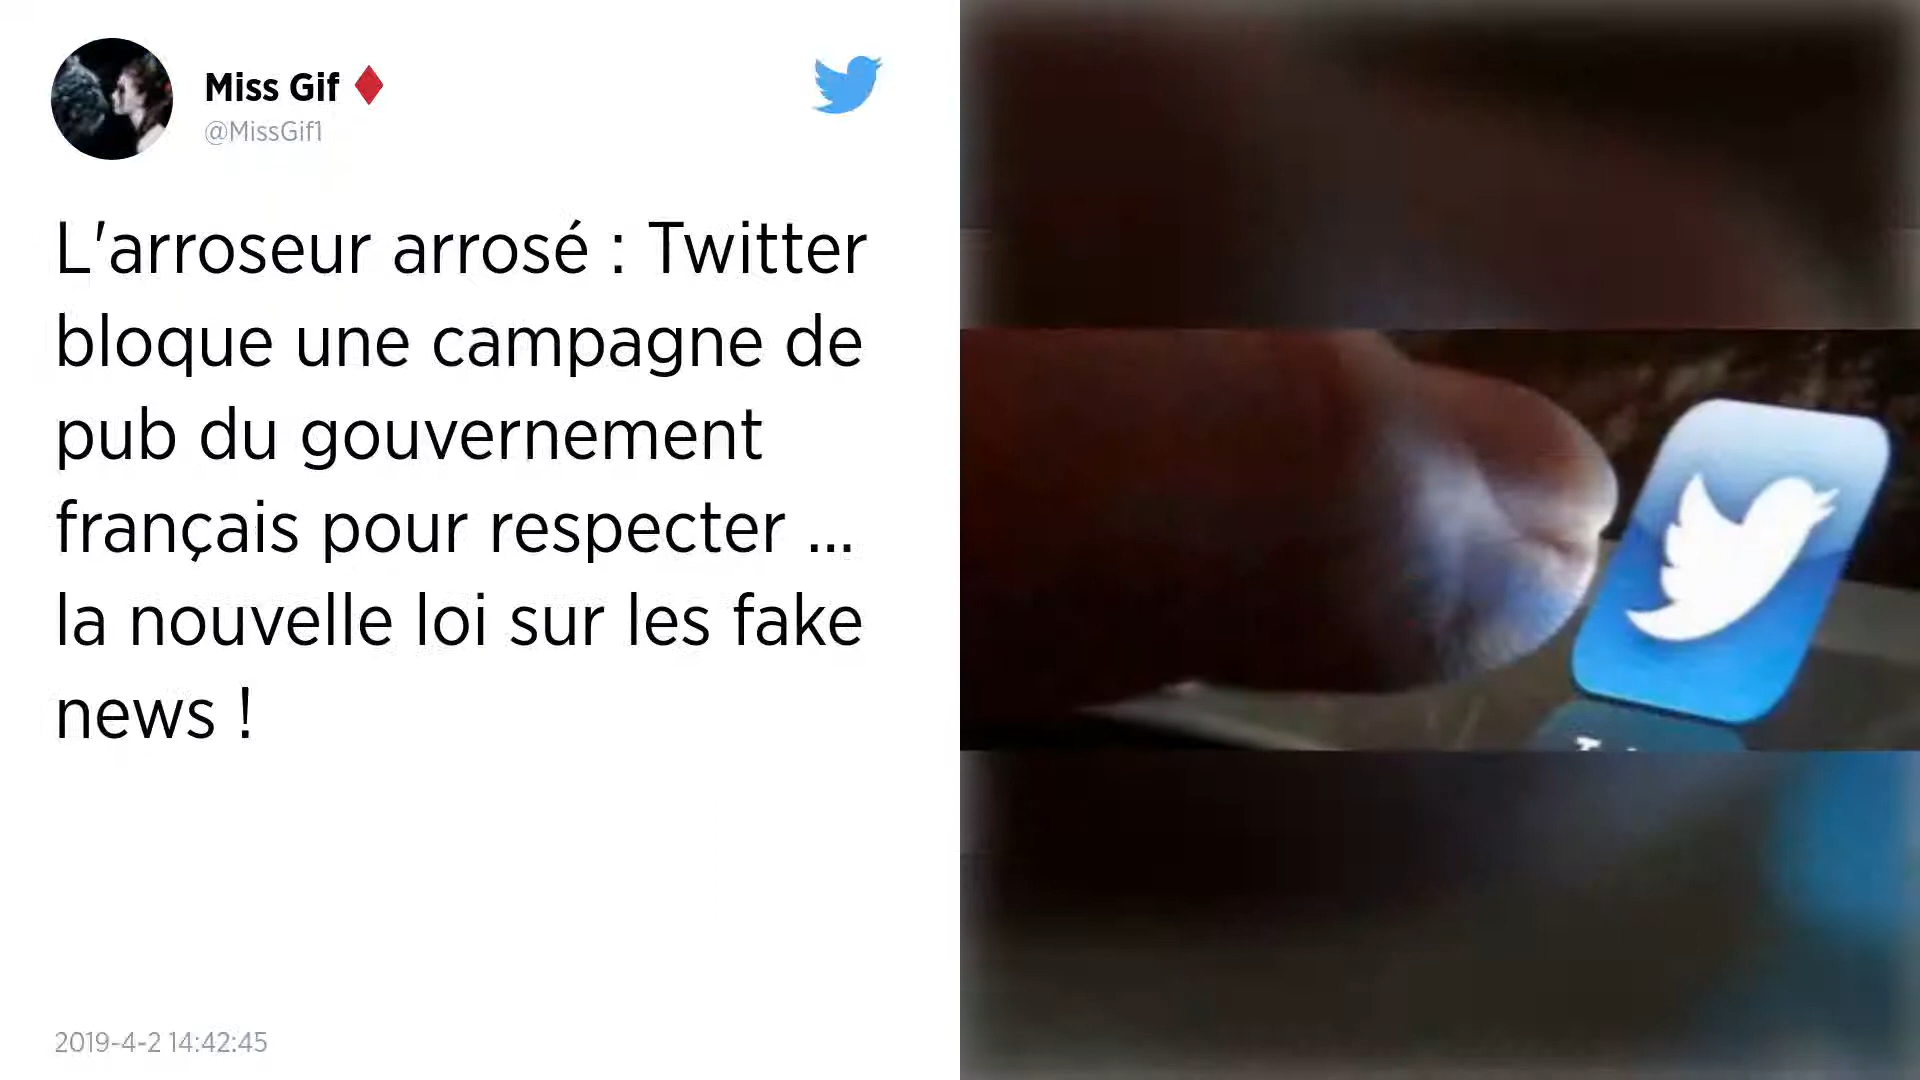 Miss Gif ♦
@MissGif1
L'arroseur arrosé : Twitter
bloque une campagne de
pub du gouvernement
français pour respecter ...
la nouvelle loi sur les fake
news !
2019-4-2 14:42:45